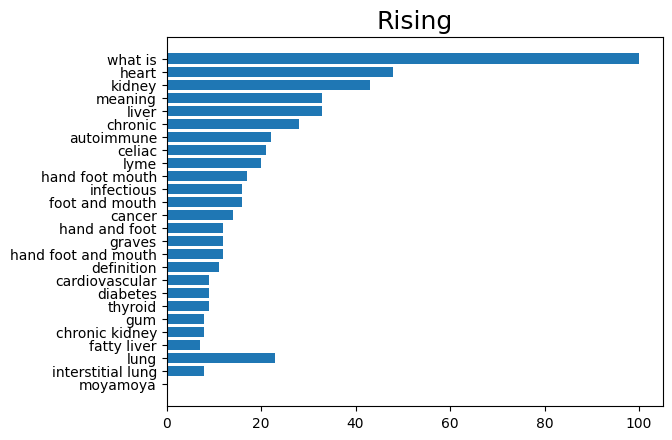 Rising
what is
heart
kidney
meaning
liver
chronic
autoimmune
celiac
lyme
hand foot mouth
infectious
foot and mouth
cancer
hand and foot
graves
hand foot and mouth
definition
cardiovascular
diabetes
thyroid
gum
chronic kidney
fatty liver
lung
interstitial lung
moyamoya
0 20 40 60 80 100